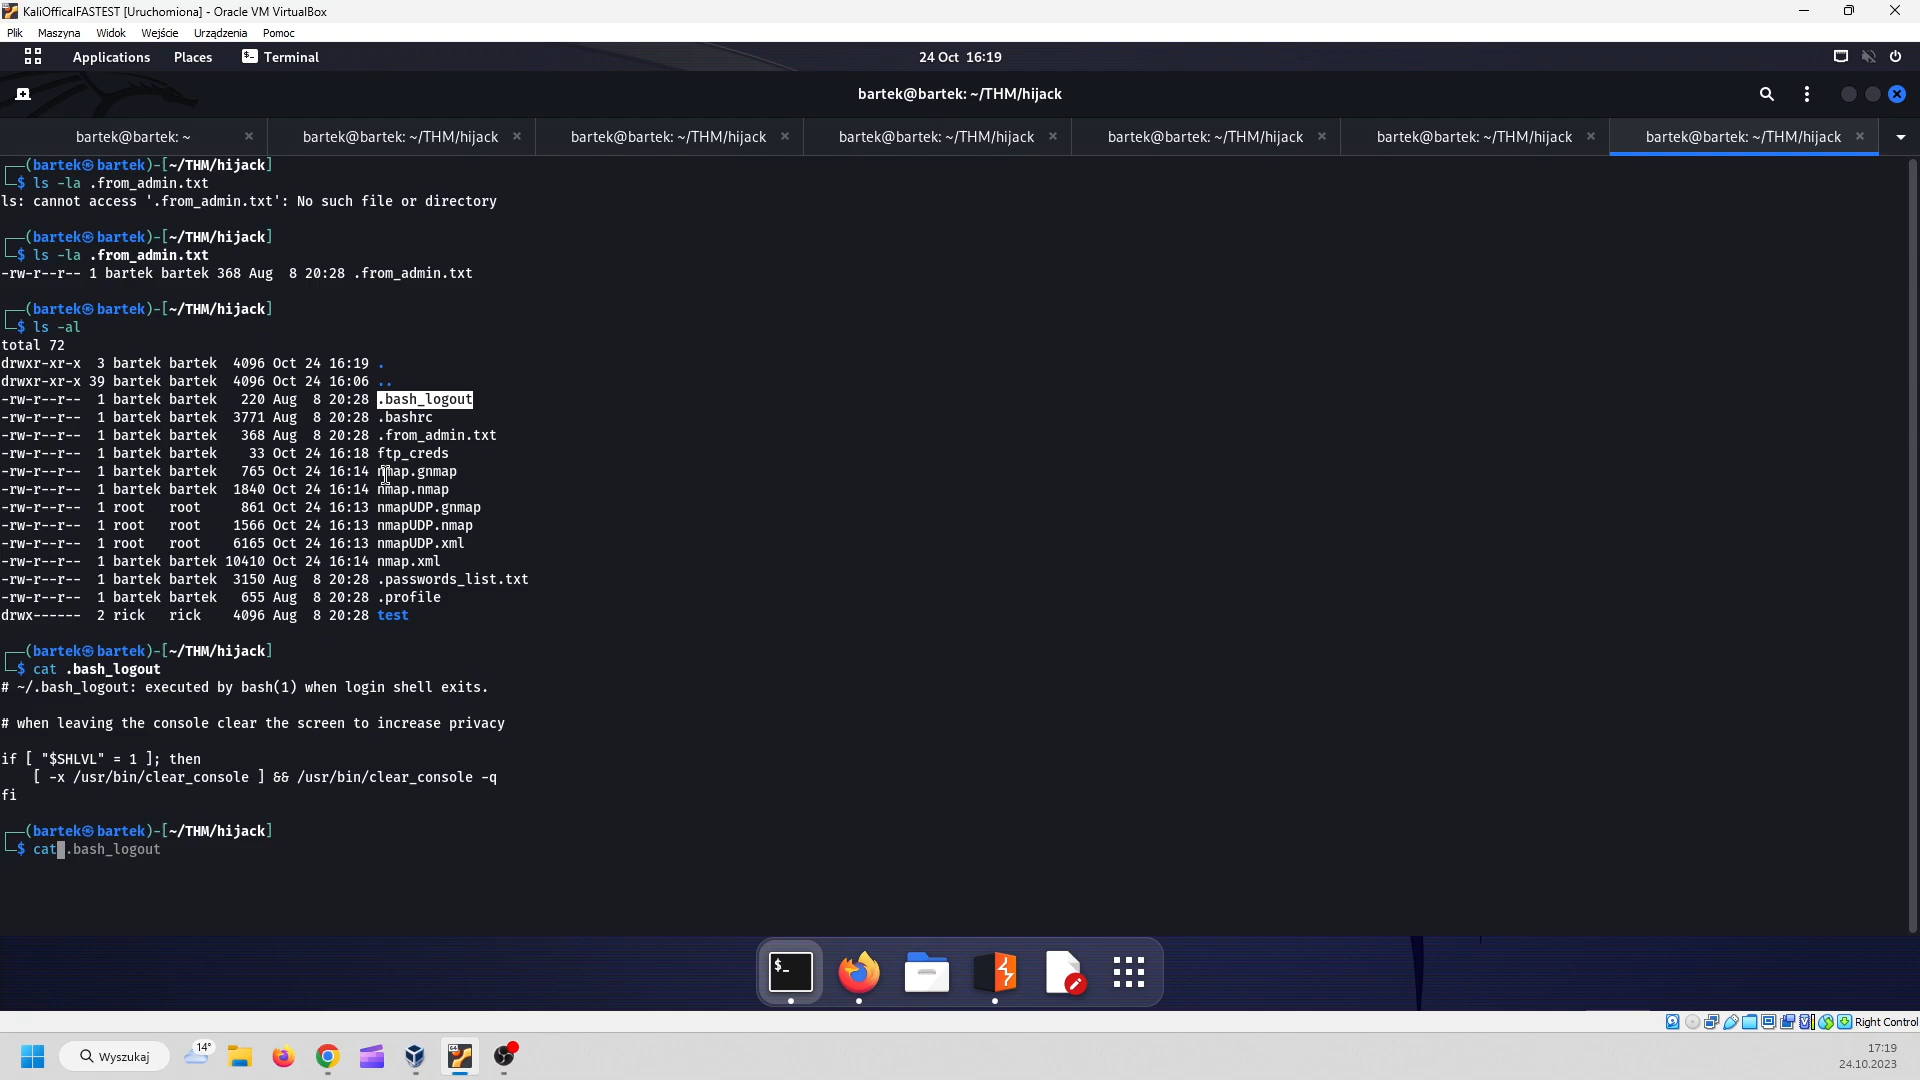 KaliOfficalFASTEST [Uruchomiona] - Oracle VM VirtualBox
Plik Maszyna Widok Wejście Urządzenia Pomoc
Applications Places Terminal 24 Oct 16:19
bartek@bartek: ~/THM/hijack
bartek@bartek: ~ bartek@bartek: ~/THM/hijack bartek@bartek: ~/THM/hijack bartek@bartek: ~/THM/hijack bartek@bartek: ~/THM/hijack bartek@bartek: ~/THM/hijack bartek@bartek: ~/THM/hijack
┌──(bartek㉿bartek)-[~/THM/hijack]
└─$ ls -la .from_admin.txt
ls: cannot access '.from_admin.txt': No such file or directory
┌──(bartek㉿bartek)-[~/THM/hijack]
└─$ ls -la .from_admin.txt
-rw-r--r-- 1 bartek bartek 368 Aug  8 20:28 .from_admin.txt
┌──(bartek㉿bartek)-[~/THM/hijack]
└─$ ls -al
total 72
drwxr-xr-x  3 bartek bartek  4096 Oct 24 16:19 .
drwxr-xr-x 39 bartek bartek  4096 Oct 24 16:06 ..
-rw-r--r--  1 bartek bartek   220 Aug  8 20:28 .bash_logout
-rw-r--r--  1 bartek bartek  3771 Aug  8 20:28 .bashrc
-rw-r--r--  1 bartek bartek   368 Aug  8 20:28 .from_admin.txt
-rw-r--r--  1 bartek bartek    33 Oct 24 16:18 ftp_creds
-rw-r--r--  1 bartek bartek   765 Oct 24 16:14 nmap.gnmap
-rw-r--r--  1 bartek bartek  1840 Oct 24 16:14 nmap.nmap
-rw-r--r--  1 root   root     861 Oct 24 16:13 nmapUDP.gnmap
-rw-r--r--  1 root   root    1566 Oct 24 16:13 nmapUDP.nmap
-rw-r--r--  1 root   root    6165 Oct 24 16:13 nmapUDP.xml
-rw-r--r--  1 bartek bartek 10410 Oct 24 16:14 nmap.xml
-rw-r--r--  1 bartek bartek  3150 Aug  8 20:28 .passwords_list.txt
-rw-r--r--  1 bartek bartek   655 Aug  8 20:28 .profile
drwx------  2 rick   rick    4096 Aug  8 20:28 test
┌──(bartek㉿bartek)-[~/THM/hijack]
└─$ cat .bash_logout
# ~/.bash_logout: executed by bash(1) when login shell exits.
# when leaving the console clear the screen to increase privacy
if [ "$SHLVL" = 1 ]; then
    [ -x /usr/bin/clear_console ] && /usr/bin/clear_console -q
fi
┌──(bartek㉿bartek)-[~/THM/hijack]
└─$ cat .bash_logout
Right Control
14° Wyszukaj 17:19
24.10.2023